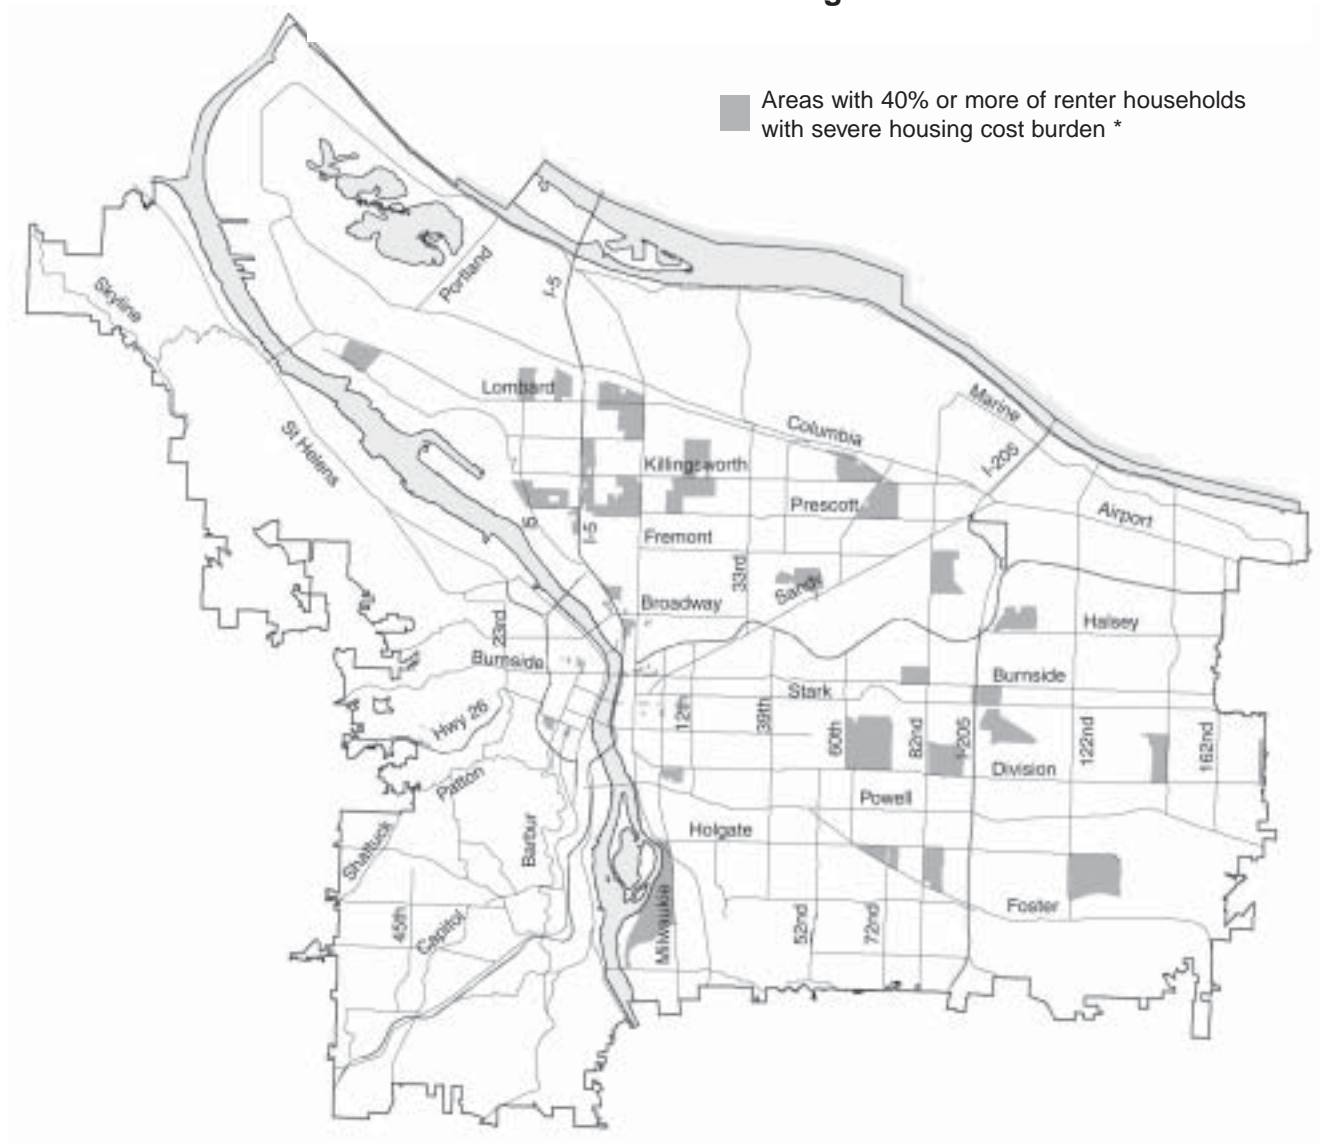 Areas with 40% or more of renter households
with severe housing cost burden *
Portland
I-5
Skyline
Lombard
Marine
Columbia
St Helens
Killingsworth
I-205
Prescott
Airport
I-5
Fremont
33rd
Sandy
Broadway
23rd
Halsey
Burnside
Burnside
Stark
Hwy 26
12th
39th
60th
82nd
I-205
122nd
162nd
Division
Patton
Powell
Barbur
Holgate
Shattuck
Foster
45th
Capitol
Milwaukie
52nd
72nd